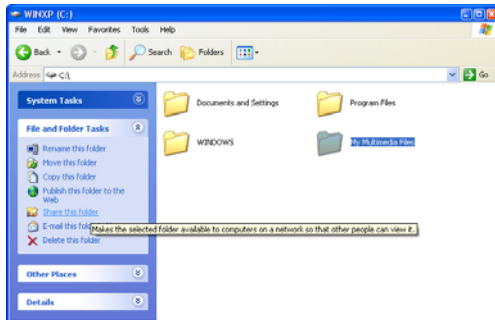 WINXP (C:)
File Edit View Favorites Tools Help
Back Search Folders
Address C:\ Go
System Tasks
Documents and Settings Program Files
File and Folder Tasks
WINDOWS My Multimedia Files
Rename this folder
Move this folder
Copy this folder
Publish this folder to the
Web
Share this folder
E-mail this fol
Makes the selected folder available to computers on a network so that other people can view it.
Delete this folder
Other Places
Details